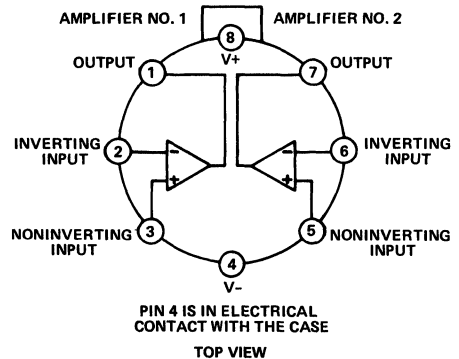 AMPLIFIER NO. 1
AMPLIFIER NO. 2
8
V+
OUTPUT
1
7
OUTPUT
INVERTING
INPUT
2
−
+
−
+
6
INVERTING
INPUT
NONINVERTING
INPUT
3
5
NONINVERTING
INPUT
4
V−
PIN 4 IS IN ELECTRICAL
CONTACT WITH THE CASE
TOP VIEW